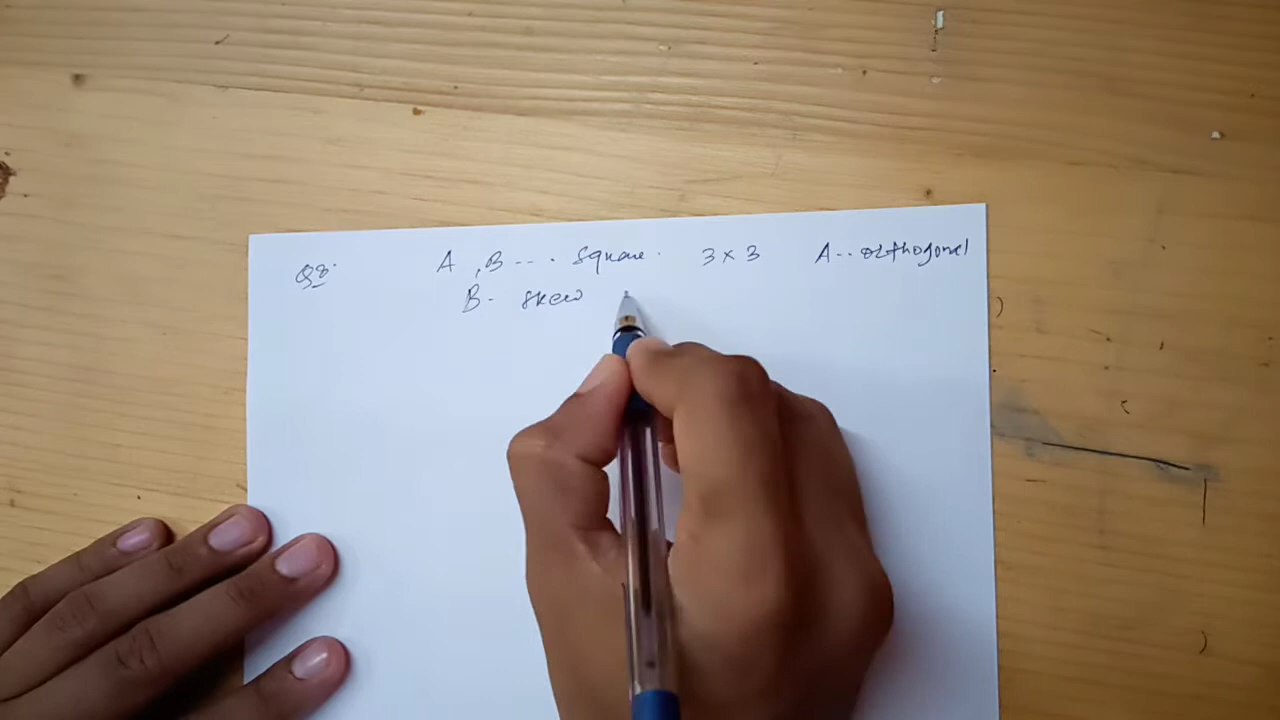 Q8. A, B --- . Square. 3 × 3 A-- orthogonal
B- skew